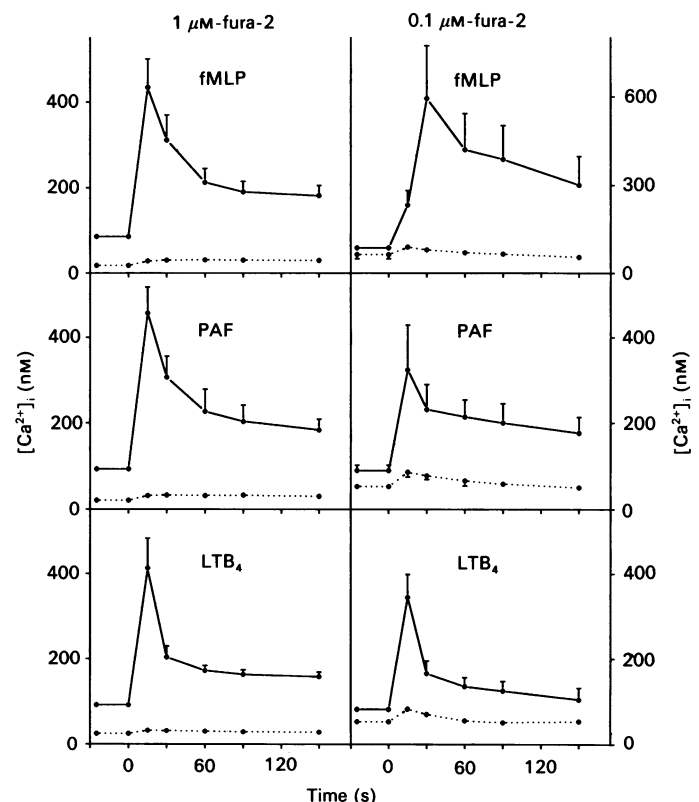 1 μM-fura-2 0.1 μM-fura-2
fMLP fMLP
400 600
200 300
0 0
PAF PAF
[Ca²⁺]ᵢ (nM) [Ca²⁺]ᵢ (nM)
400 400
200 200
0 0
LTB₄ LTB₄
400 400
200 200
0 0
0 60 120 0 60 120
Time (s)